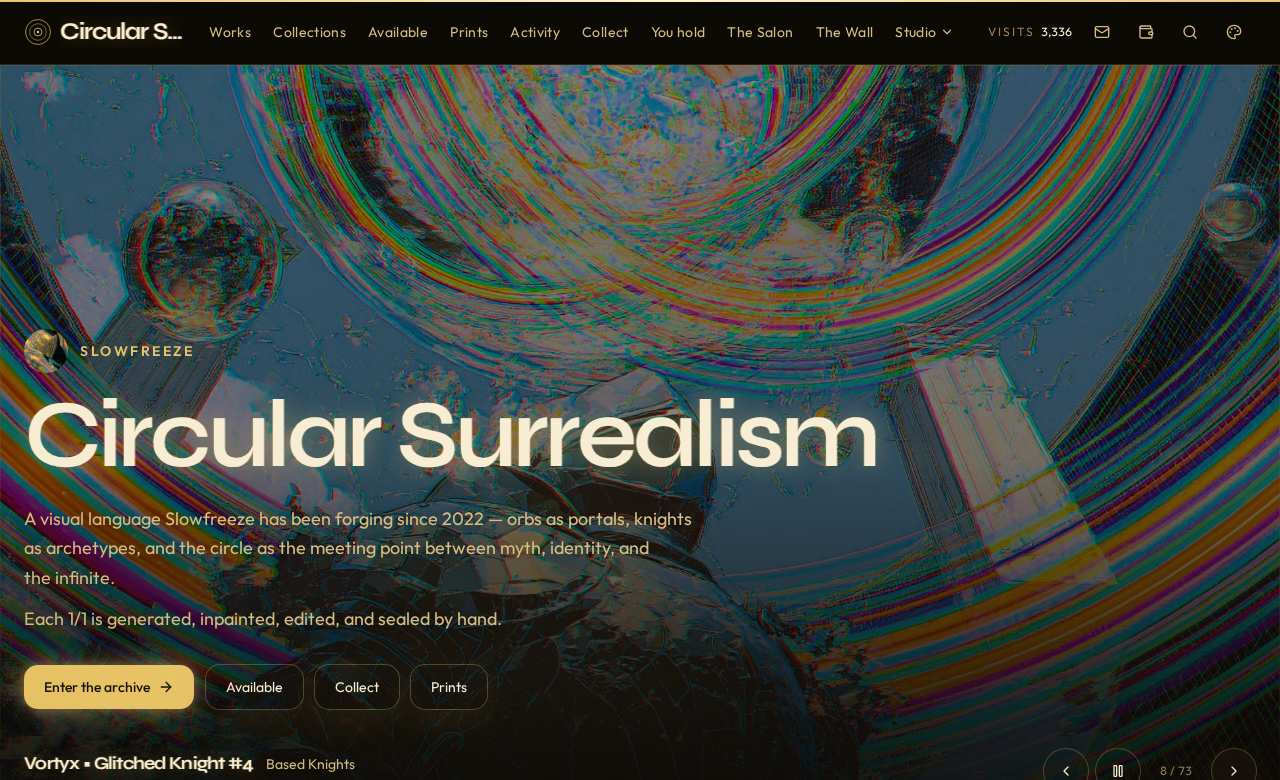 Circular S...
Works Collections Available Prints Activity Collect You hold The Salon The Wall Studio
VISITS 3,336
SLOWFREEZE
Circular Surrealism
A visual language Slowfreeze has been forging since 2022 — orbs as portals, knights
as archetypes, and the circle as the meeting point between myth, identity, and
the infinite.
Each 1/1 is generated, inpainted, edited, and sealed by hand.
Enter the archive → Available Collect Prints
Vortyx ▪ Glitched Knight #4 Based Knights
8 / 73